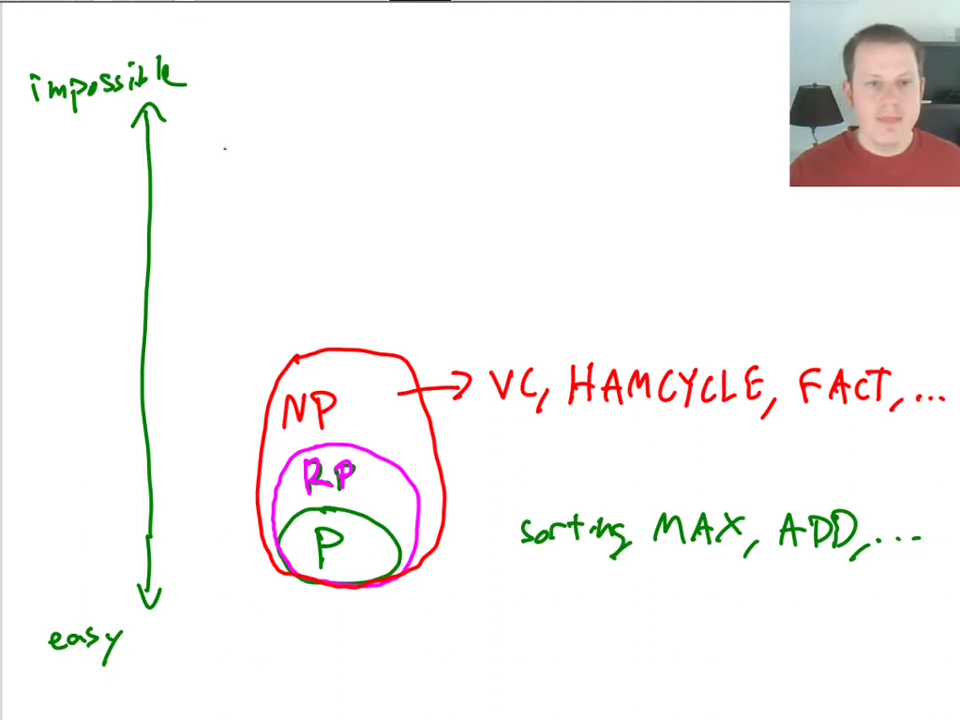 impossible
NP → VC, HAMCYCLE, FACT, ...
RP
P
sorting, MAX, ADD, ...
easy